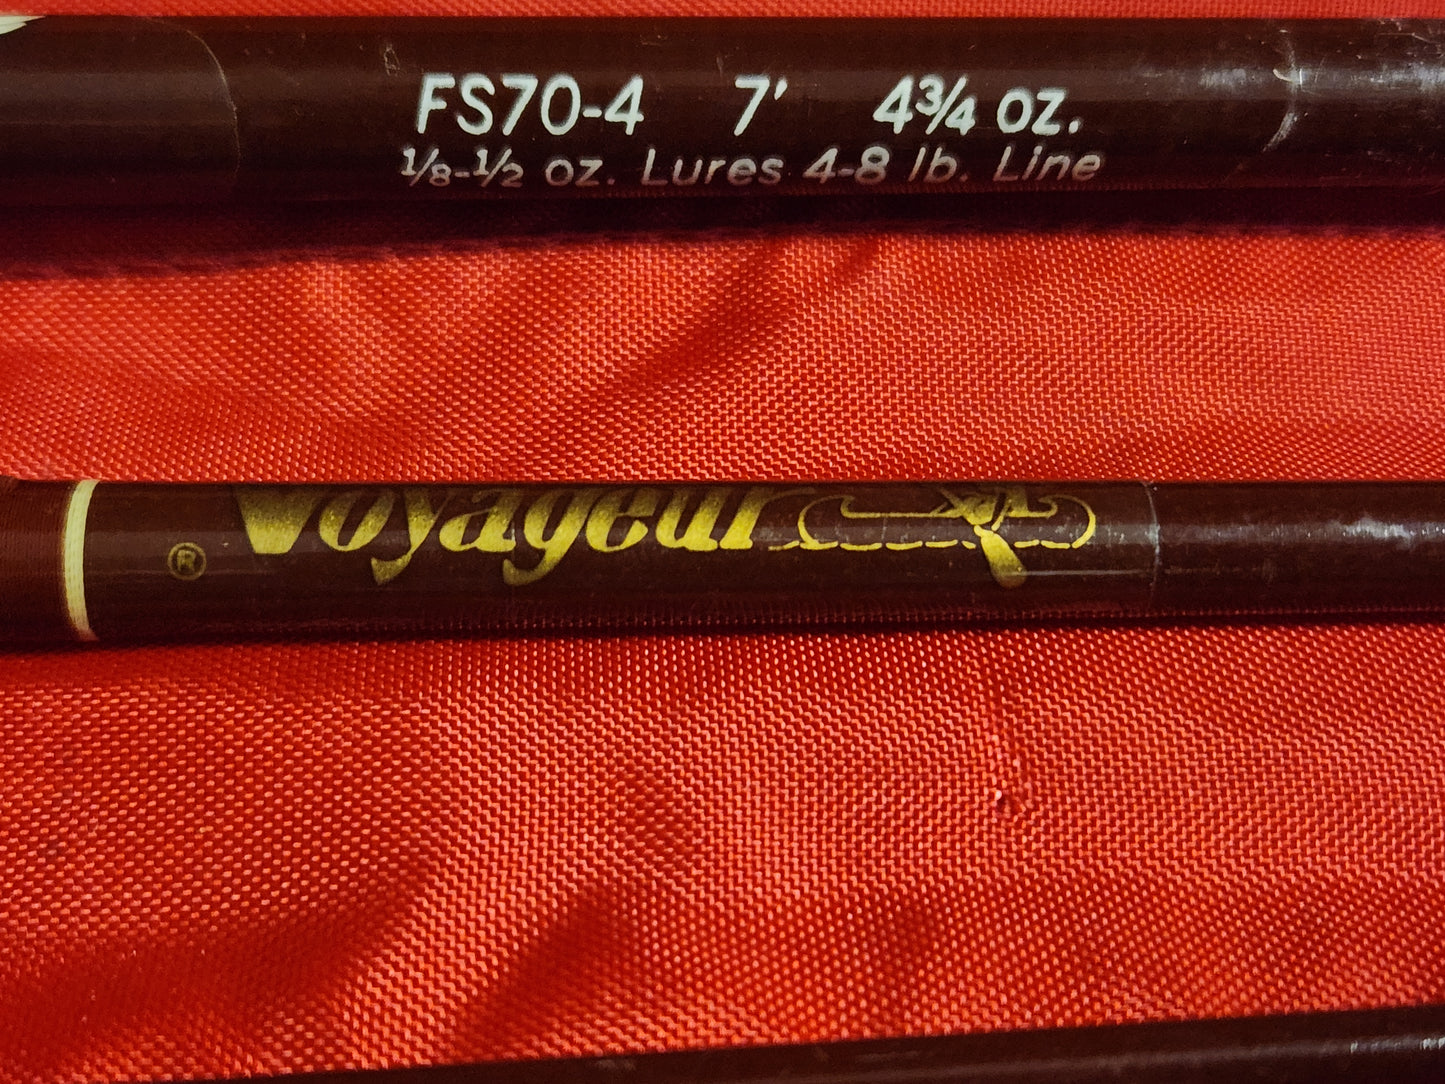 FS70-4 7' 4¾ oz.
⅛-½ oz. Lures 4-8 lb. Line
® Voyageur